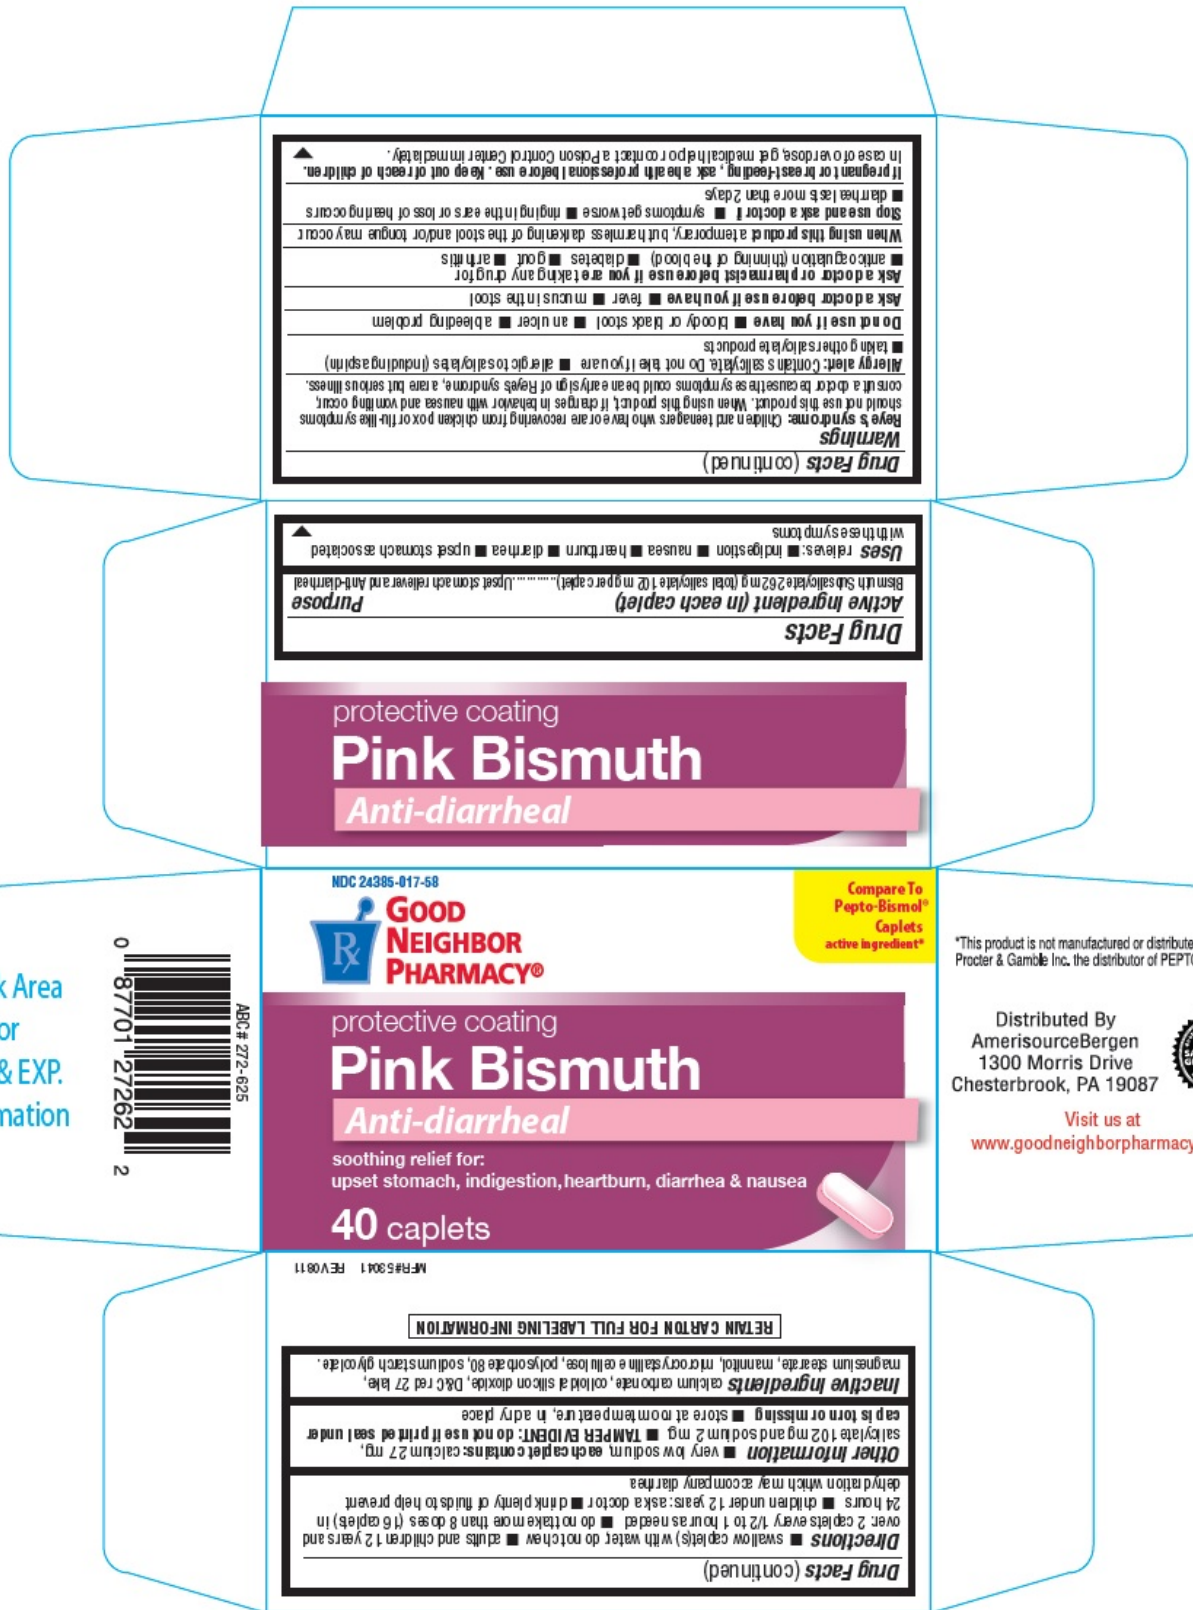 Drug Facts (continued)
Warnings
Reye's syndrome: Children and teenagers who have or are recovering from chicken pox or flu-like symptoms
should not use this product. When using this product, if changes in behavior with nausea and vomiting occur,
consult a doctor because these symptoms could be an early sign of Reye's syndrome, a rare but serious illness.
Allergy alert: Contains salicylate. Do not take if you are ■ allergic to salicylates (including aspirin)
■ taking other salicylate products
Do not use if you have ■ bloody or black stool ■ an ulcer ■ a bleeding problem
Ask a doctor before use if you have ■ fever ■ mucus in the stool
Ask a doctor or pharmacist before use if you are taking any drug for
■ anticoagulation (thinning of the blood) ■ diabetes ■ gout ■ arthritis
When using this product a temporary, but harmless darkening of the stool and/or tongue may occur
Stop use and ask a doctor if ■ symptoms get worse ■ ringing in the ears or loss of hearing occurs
■ diarrhea lasts more than 2 days
If pregnant or breast-feeding, ask a health professional before use. Keep out of reach of children.
In case of overdose, get medical help or contact a Poison Control Center immediately.
Drug Facts
Active ingredient (in each caplet) Purpose
Bismuth Subsalicylate 262 mg (total salicylate 102 mg per caplet)...........Upset stomach reliever and Anti-diarrheal
Uses relieves: ■ indigestion ■ nausea ■ heartburn ■ diarrhea ■ upset stomach associated
with these symptoms
protective coating
Pink Bismuth
Anti-diarrheal
NDC 24385-017-58
Rx
GOOD
NEIGHBOR
PHARMACY®
Compare To
Pepto-Bismol®
Caplets
active ingredient*
protective coating
Pink Bismuth
Anti-diarrheal
soothing relief for:
upset stomach, indigestion, heartburn, diarrhea & nausea
40 caplets
k Area
or
& EXP.
mation
ABC# 272-625
0 87701 27262 2
*This product is not manufactured or distribute
Procter & Gamble Inc. the distributor of PEPTO
Distributed By
AmerisourceBergen
1300 Morris Drive
Chesterbrook, PA 19087
Visit us at
www.goodneighborpharmacy
Drug Facts (continued)
Directions ■ swallow caplet(s) with water, do not chew ■ adults and children 12 years and
over: 2 caplets every 1/2 to 1 hour as needed ■ do not take more than 8 doses (16 caplets) in
24 hours ■ children under 12 years: ask a doctor ■ drink plenty of fluids to help prevent
dehydration which may accompany diarrhea
Other information ■ very low sodium, each caplet contains: calcium 27 mg,
salicylate 102 mg and sodium 2 mg ■ TAMPER EVIDENT: do not use if printed seal under
cap is torn or missing ■ store at room temperature, in a dry place
Inactive ingredients calcium carbonate, colloidal silicon dioxide, D&C red 27 lake,
magnesium stearate, mannitol, microcrystalline cellulose, polysorbate 80, sodium starch glycolate.
RETAIN CARTON FOR FULL LABELING INFORMATION
MFR#53041 REV0811